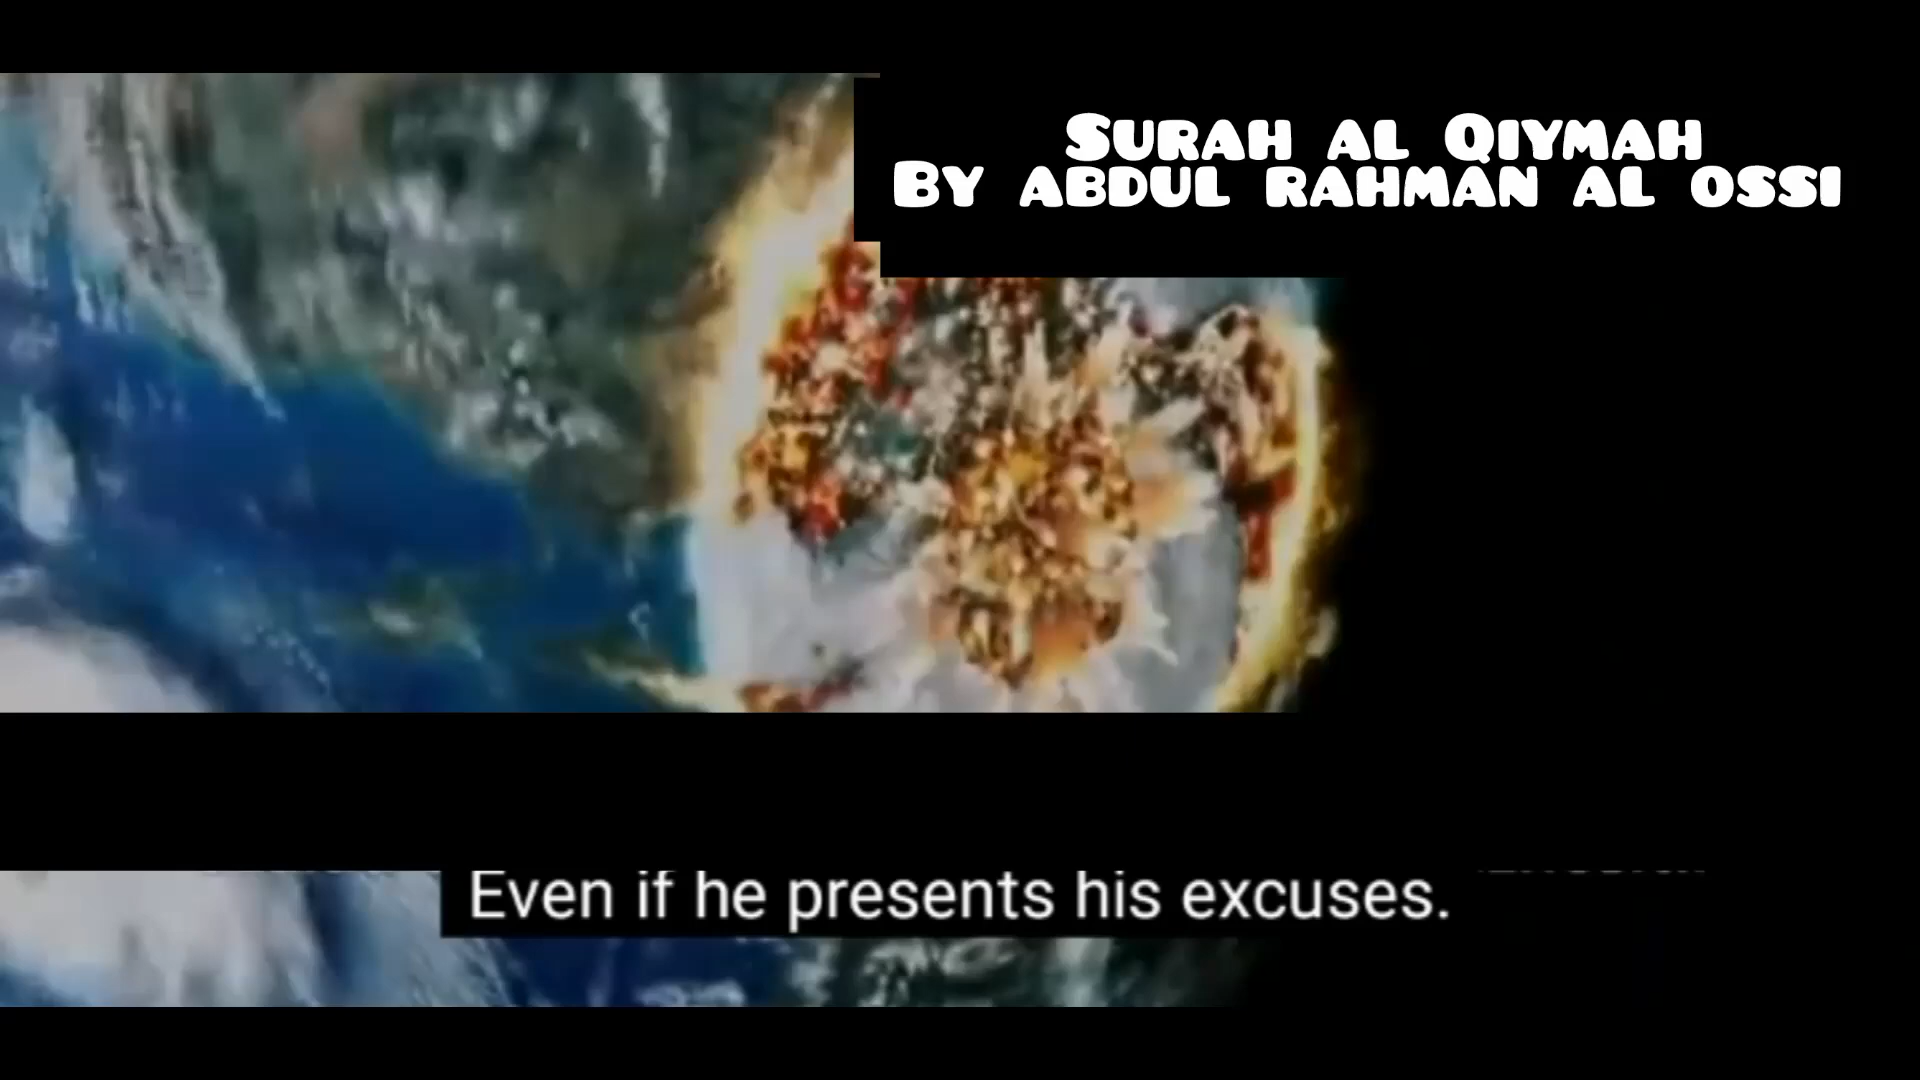 Surah al Qiymah
By abdul rahman al ossi
Even if he presents his excuses.